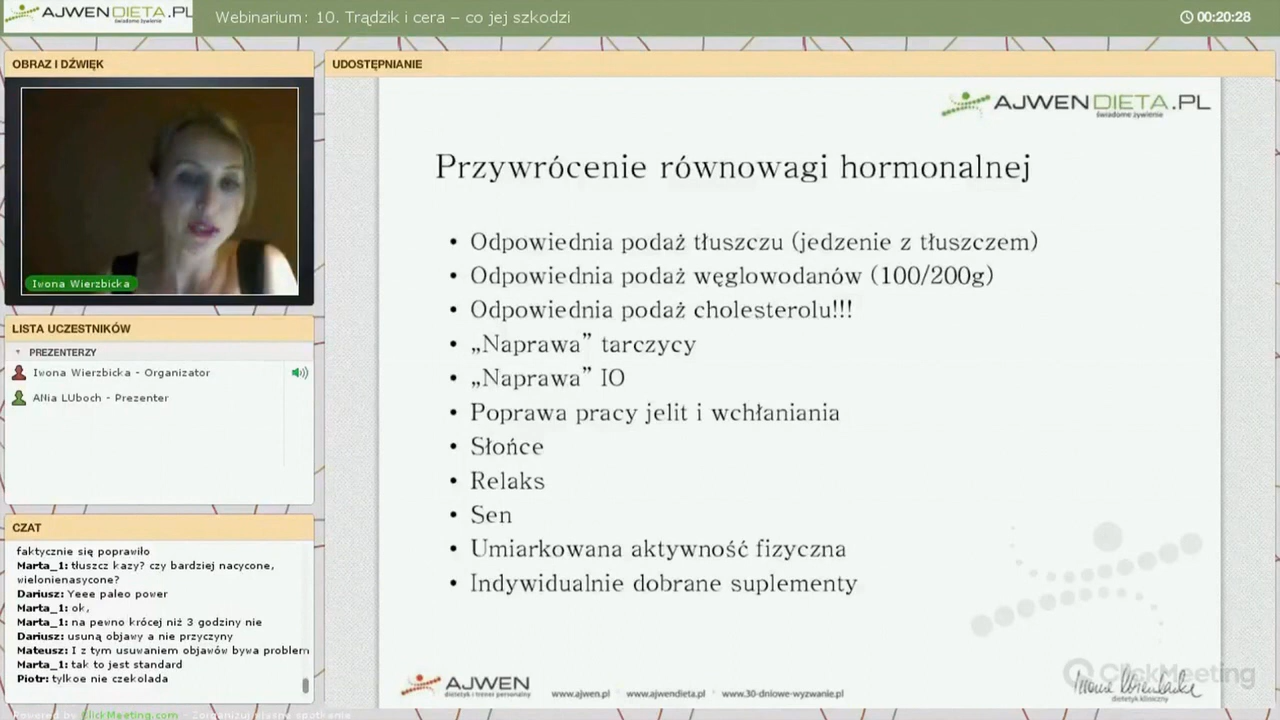 AJWENDIETA.PL
świadome żywienie
Webinarium: 10. Trądzik i cera – co jej szkodzi
00:20:28
OBRAZ I DŹWIĘK
Iwona Wierzbicka
LISTA UCZESTNIKÓW
PREZENTERZY
Iwona Wierzbicka - Organizator
ANia LUboch - Prezenter
CZAT
faktycznie się poprawiło
Marta_1: tłuszcz kazy? czy bardziej nacycone,
wielonienasycone?
Dariusz: Yeee paleo power
Marta_1: ok,
Marta_1: na pewno krócej niż 3 godziny nie
Dariusz: usuną objawy a nie przyczyny
Mateusz: I z tym usuwaniem objawów bywa problem
Marta_1: tak to jest standard
Piotr: tylkoe nie czekolada
Powered by ClickMeeting.com - Zorganizuj własne spotkanie
UDOSTĘPNIANIE
AJWENDIETA.PL
świadome żywienie
Przywrócenie równowagi hormonalnej
• Odpowiednia podaż tłuszczu (jedzenie z tłuszczem)
• Odpowiednia podaż węglowodanów (100/200g)
• Odpowiednia podaż cholesterolu!!!
• „Naprawa” tarczycy
• „Naprawa” IO
• Poprawa pracy jelit i wchłaniania
• Słońce
• Relaks
• Sen
• Umiarkowana aktywność fizyczna
• Indywidualnie dobrane suplementy
AJWEN
dietetyk i trener personalny
www.ajwen.pl · www.ajwendieta.pl · www.30-dniowe-wyzwanie.pl
ClickMeeting
Iwona Wierzbicka
dietetyk kliniczny